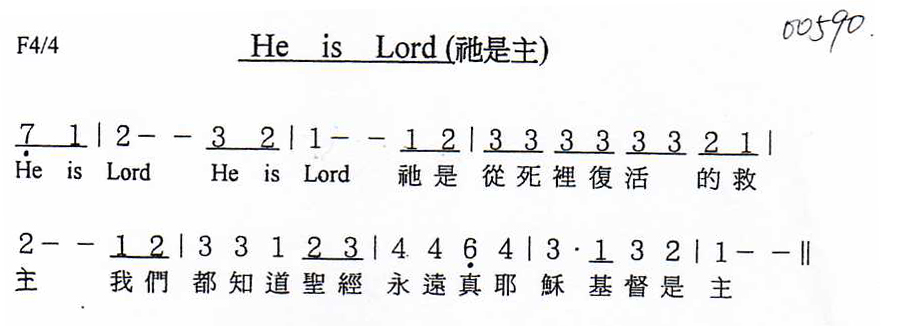 F4/4 He is Lord (祂是主) 00590.
7 1 | 2 - - 3 2 | 1 - - 1 2 | 3 3 3 3 3 3 2 1 |
He is Lord He is Lord 祂是 從死裡復活 的救
2 - - 1 2 | 3 3 1 2 3 | 4 4 6 4 | 3 · 1 3 2 | 1 - - ||
主 我們 都知道聖經 永遠真耶 穌 基督是 主